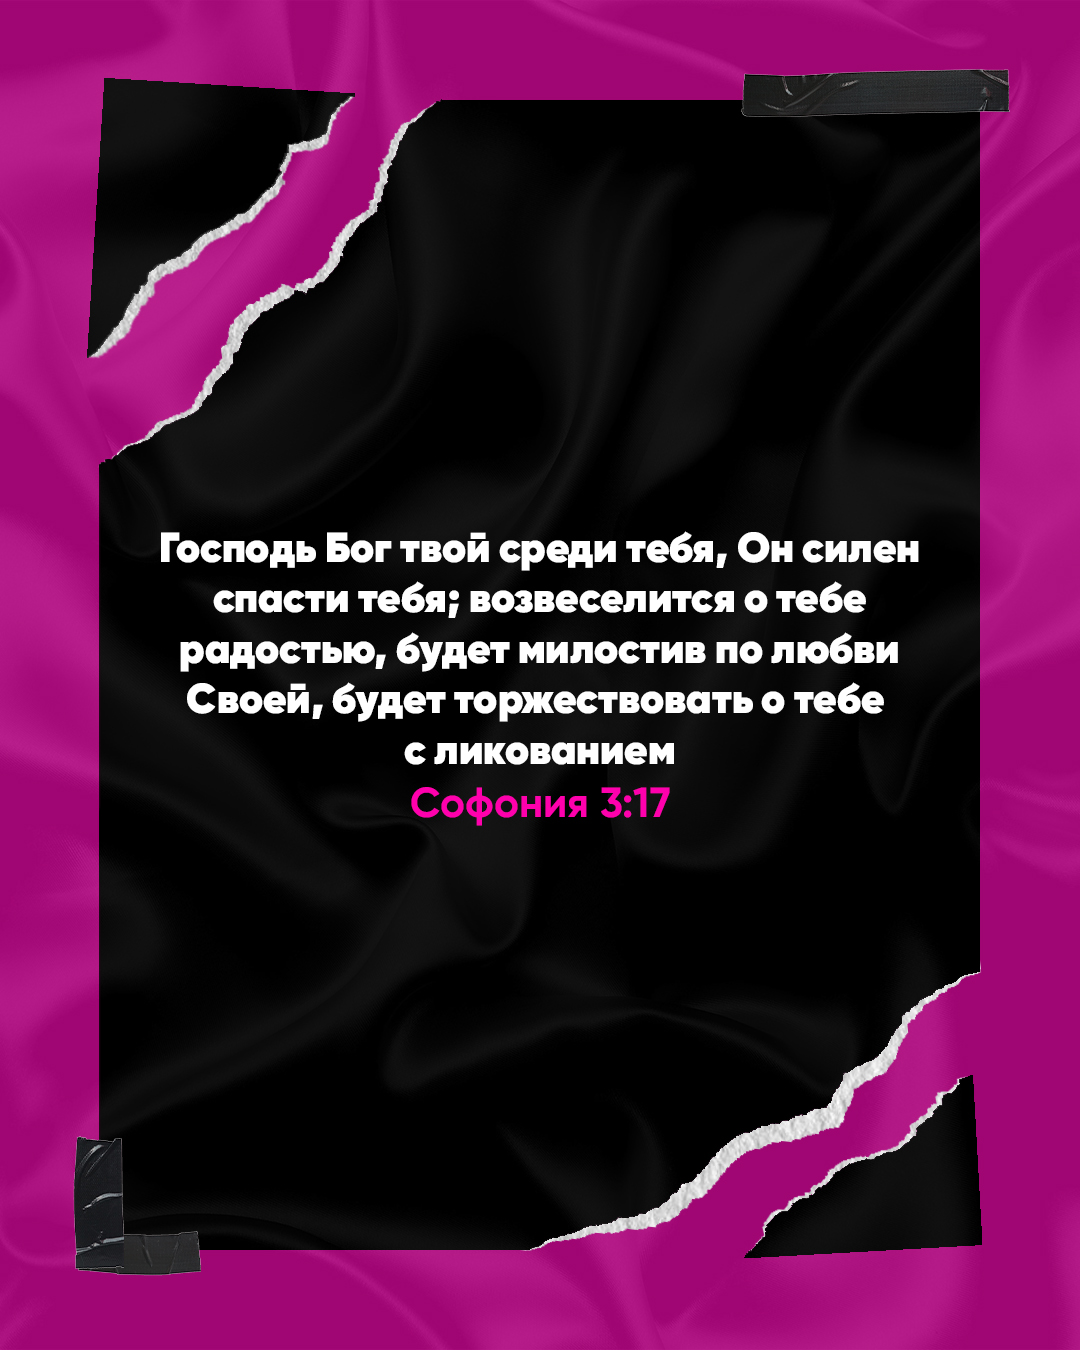 Господь Бог твой среди тебя, Он силен
спасти тебя; возвеселится о тебе
радостью, будет милостив по любви
Своей, будет торжествовать о тебе
с ликованием
Софония 3:17